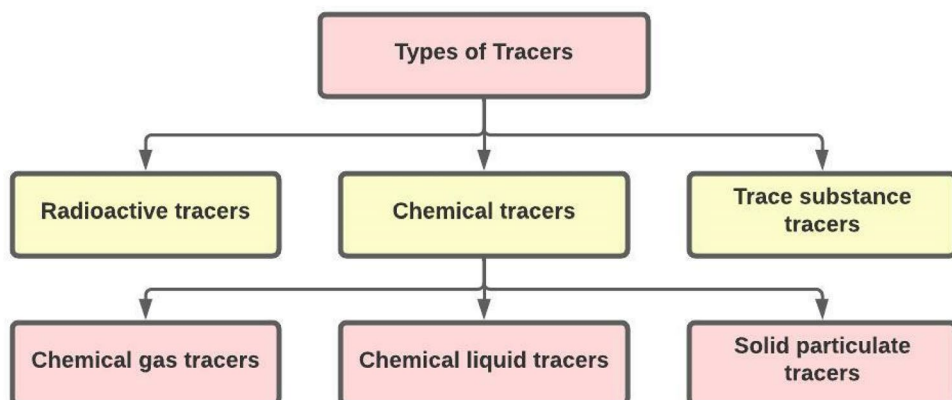 Types of Tracers
Radioactive tracers
Chemical tracers
Trace substance
tracers
Chemical gas tracers
Chemical liquid tracers
Solid particulate
tracers